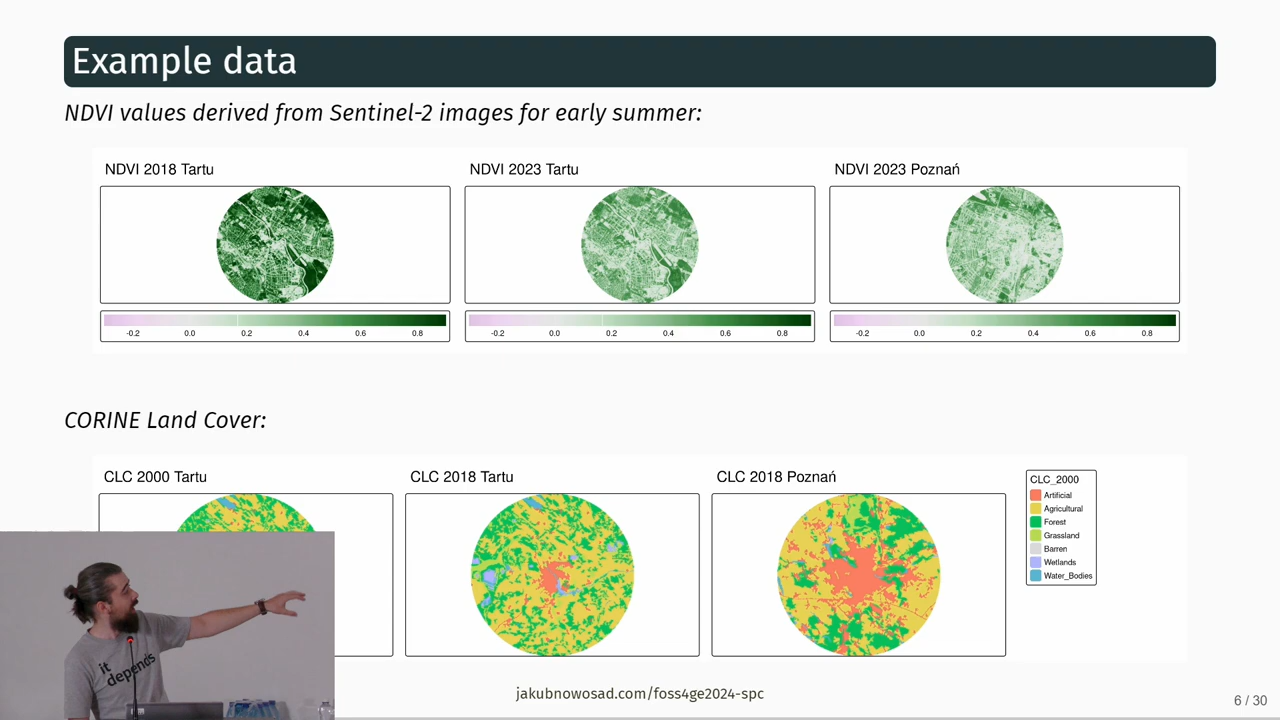 Example data
NDVI values derived from Sentinel-2 images for early summer:
NDVI 2018 Tartu
NDVI 2023 Tartu
NDVI 2023 Poznań
-0.2 0.0 0.2 0.4 0.6 0.8
-0.2 0.0 0.2 0.4 0.6 0.8
-0.2 0.0 0.2 0.4 0.6 0.8
CORINE Land Cover:
CLC 2000 Tartu
CLC 2018 Tartu
CLC 2018 Poznań
CLC_2000
Artificial
Agricultural
Forest
Grassland
Barren
Wetlands
Water_Bodies
it
depends
jakubnowosad.com/foss4ge2024-spc
6 / 30